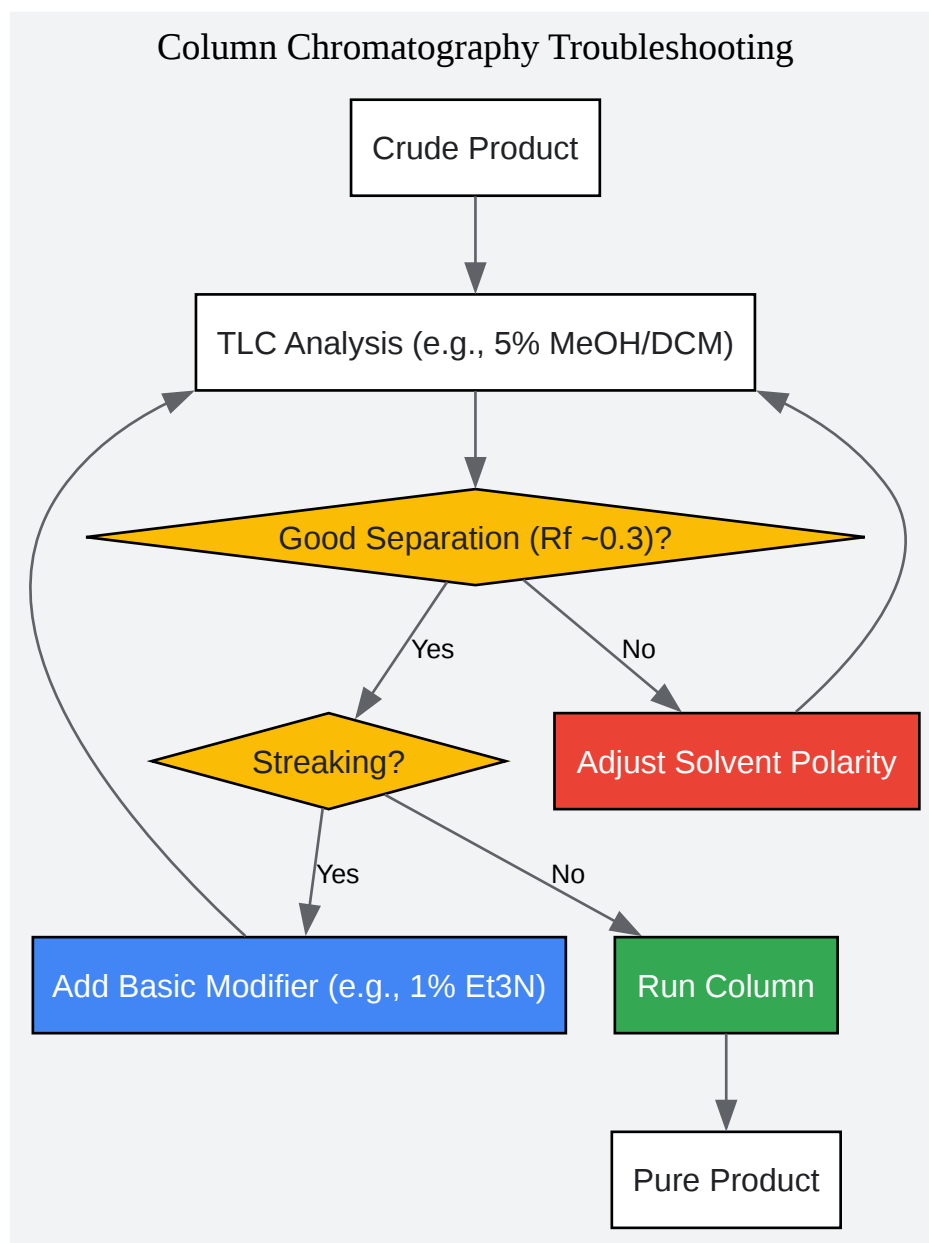 Column Chromatography Troubleshooting
Crude Product
TLC Analysis (e.g., 5% MeOH/DCM)
Good Separation (Rf ~0.3)?
Yes
No
Streaking?
Adjust Solvent Polarity
Yes
No
Add Basic Modifier (e.g., 1% Et3N)
Run Column
Pure Product